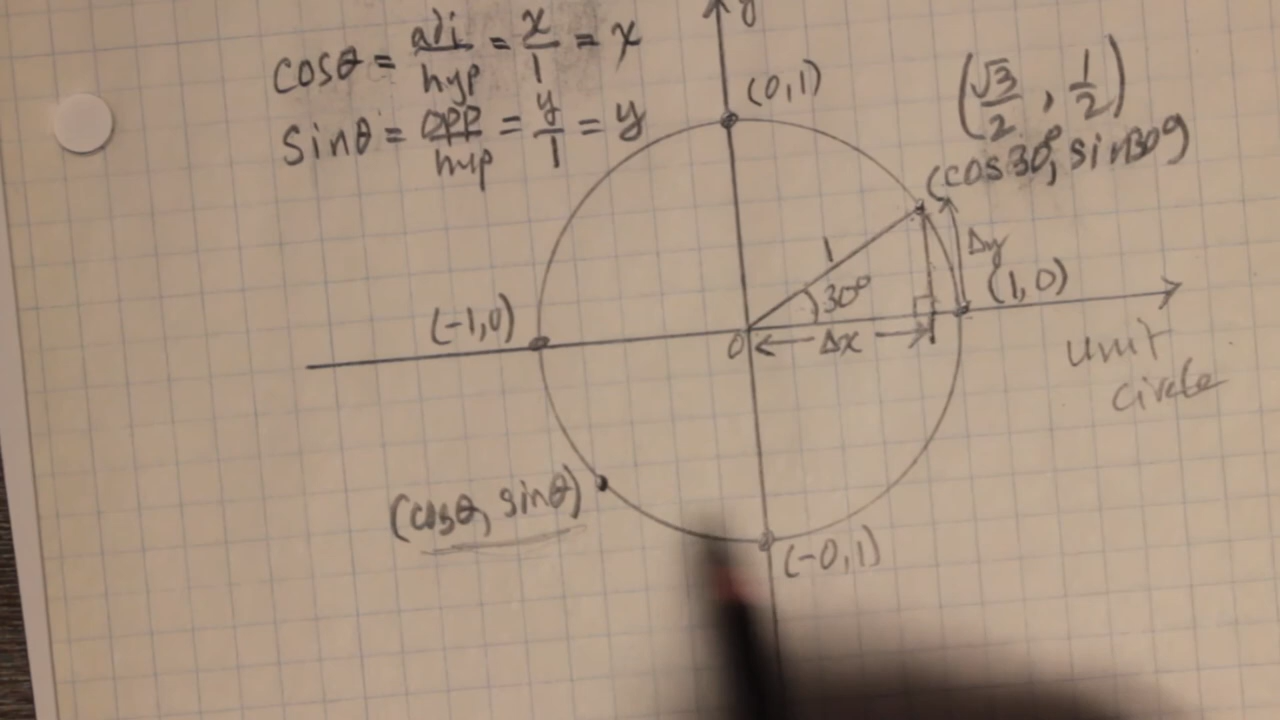 cosθ = adj/hyp = x/1 = x
sinθ = opp/hyp = y/1 = y
y
(0,1)
(√3/2, 1/2)
(cos30°, sin30°)
1
30°
Δy
(1,0)
(-1,0)
0
Δx
unit
circle
(cosθ, sinθ)
(-0,1)